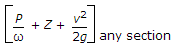 [P/ω + Z + v²/2g] any section